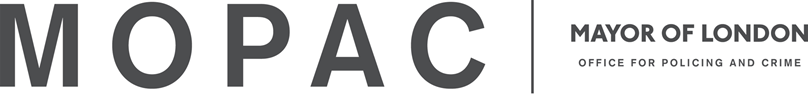 MOPAC
MAYOR OF LONDON
OFFICE FOR POLICING AND CRIME